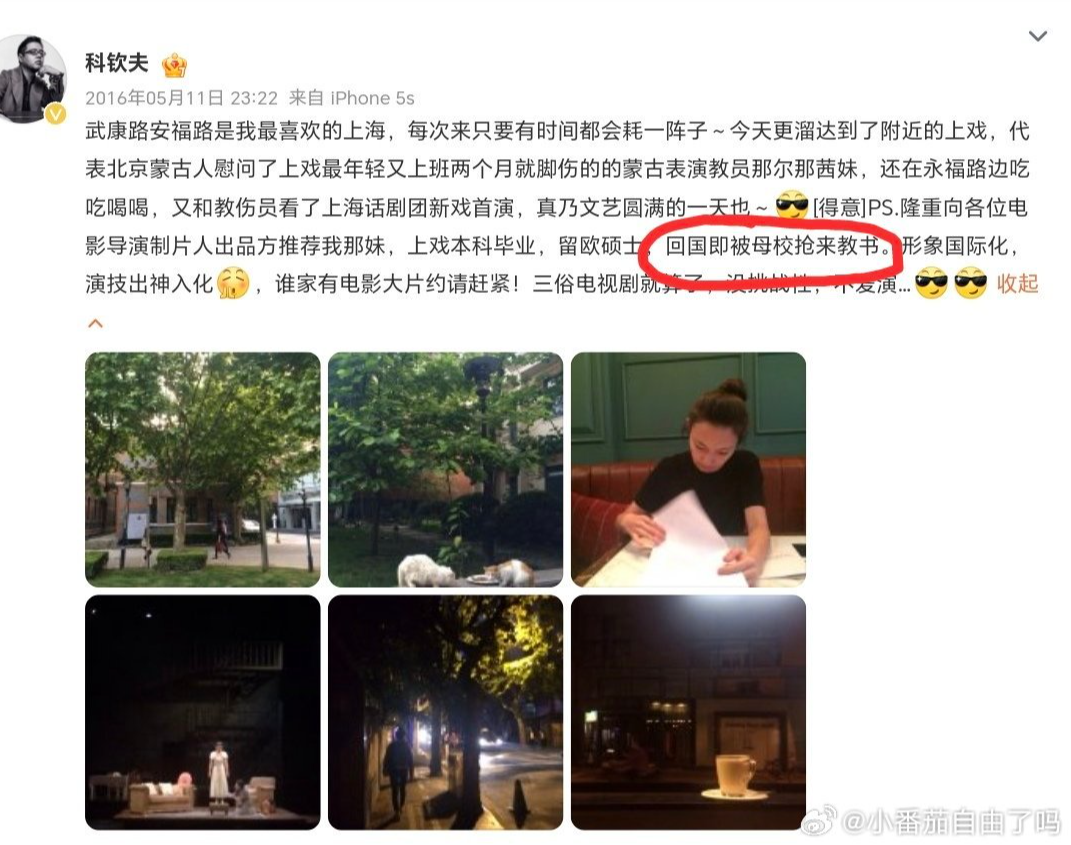 科钦夫
2016年05月11日 23:22 来自 iPhone 5s
武康路安福路是我最喜欢的上海，每次来只要有时间都会耗一阵子～今天更溜达到了附近的上戏，代
表北京蒙古人慰问了上戏最年轻又上班两个月就脚伤的的蒙古表演教员那尔那茜妹，还在永福路边吃
吃喝喝，又和教伤员看了上海话剧团新戏首演，真乃文艺圆满的一天也～😎[得意]PS.隆重向各位电
影导演制片人出品方推荐我那妹，上戏本科毕业，留欧硕士，回国即被母校抢来教书。形象国际化，
演技出神入化，谁家有电影大片约请赶紧！三俗电视剧就算了，没挑战性，不爱演...😎😎 收起
@小番茄自由了吗